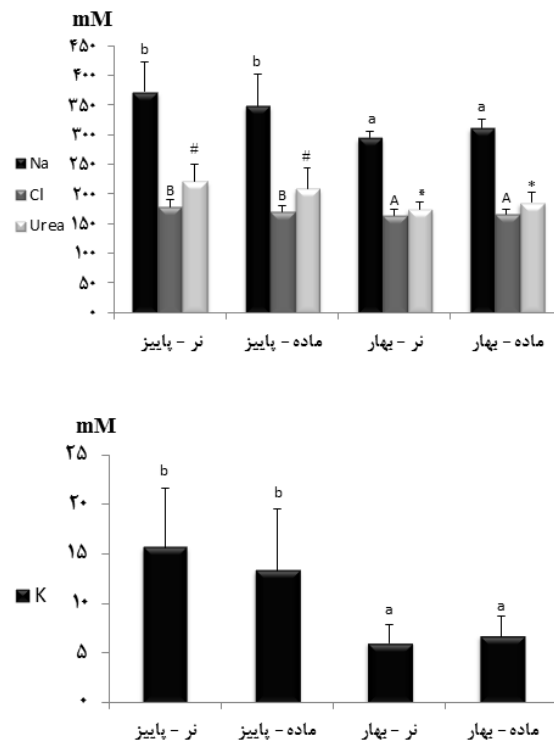 mM
۴۵۰
۴۰۰
۳۵۰
۳۰۰
۲۵۰
۲۰۰
۱۵۰
۱۰۰
۵۰
۰
Na
Cl
Urea
b B #
b B #
a A *
a A *
نر - پاییز
ماده - پاییز
نر - بهار
ماده - بهار
mM
۲۵
۲۰
۱۵
۱۰
۵
۰
K
b
b
a
a
نر - پاییز
ماده - پاییز
نر - بهار
ماده - بهار